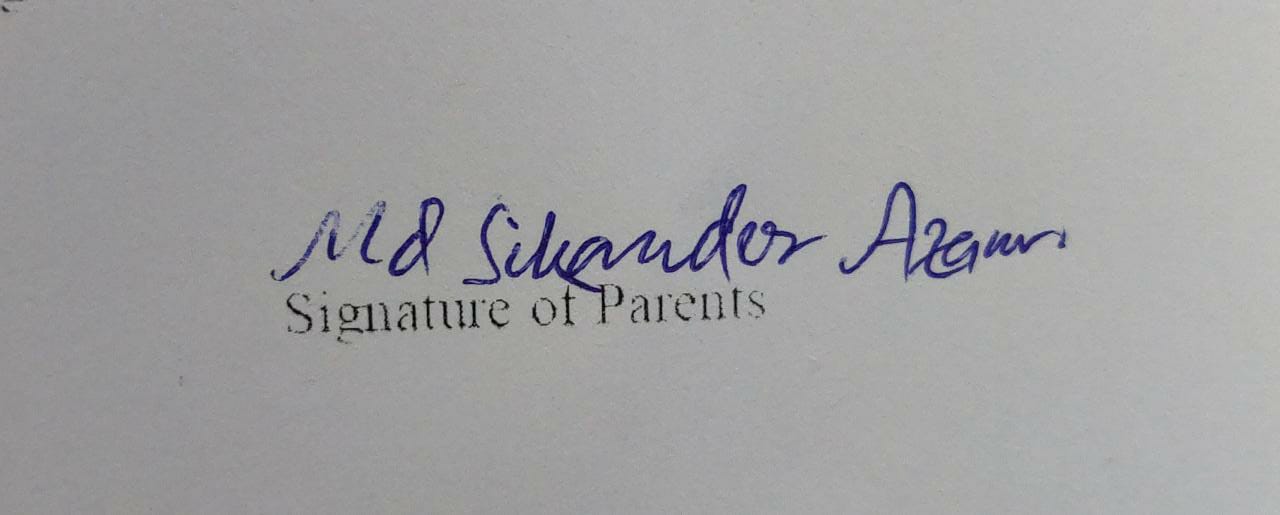 Md Sikander Azam
Signature of Parents